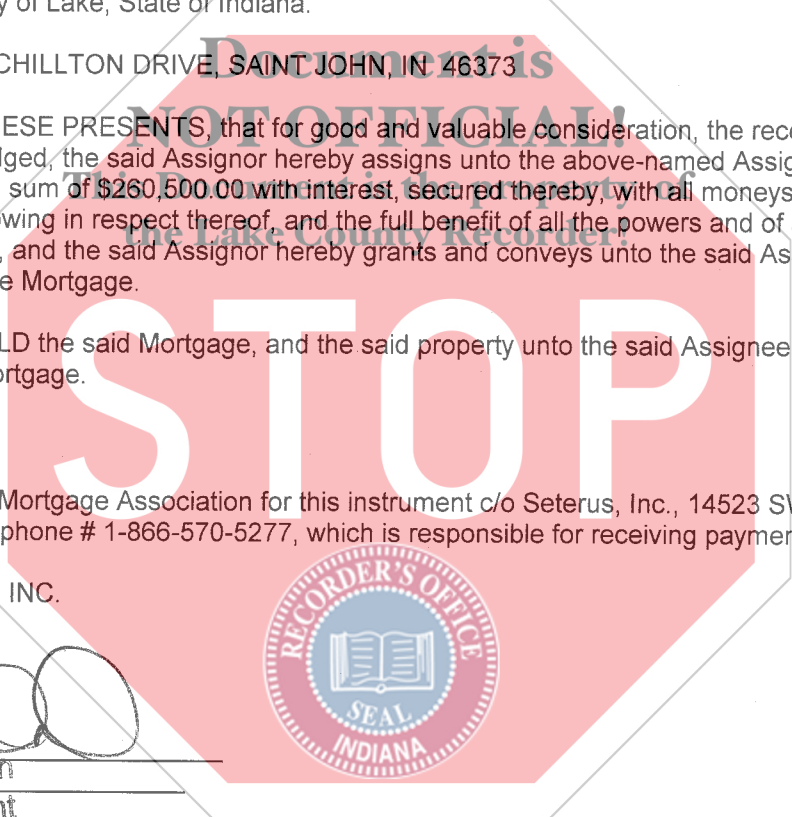 y of Lake, State of Indiana.
Document is
CHILLTON DRIVE, SAINT JOHN, IN 46373
NOT OFFICIAL!
ESE PRESENTS, that for good and valuable consideration, the rece
lged, the said Assignor hereby assigns unto the above-named Assig
This Document is the property of
sum of $260,500.00 with interest, secured thereby, with all moneys
wing in respect thereof, and the full benefit of all the powers and of
the Lake County Recorder!
, and the said Assignor hereby grants and conveys unto the said As
e Mortgage.
STOP
LD the said Mortgage, and the said property unto the said Assignee
ortgage.
Mortgage Association for this instrument c/o Seterus, Inc., 14523 SW
phone # 1-866-570-5277, which is responsible for receiving paymen
INC.
RECORDER'S OFFICE
SEAL
INDIANA
n
nt